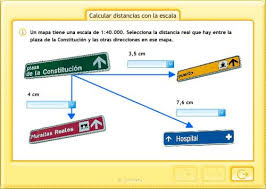 Calcular distancias con la escala
Un mapa tiene una escala de 1:40.000. Selecciona la distancia real que hay entre la
plaza de la Constitución y las otras direcciones en ese mapa.
3,5 cm
plaza
de la Constitución
puerto
4 cm
7,6 cm
Murallas Reales
Hospital